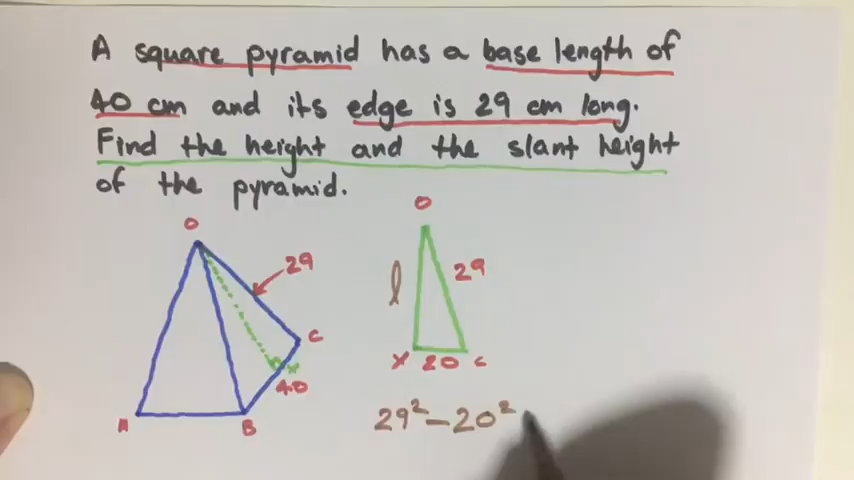 A square pyramid has a base length of
40 cm and its edge is 29 cm long.
Find the height and the slant height
of the pyramid.
O
29
C
x
40
A
B
O
l
29
X 20 C
29² - 20²